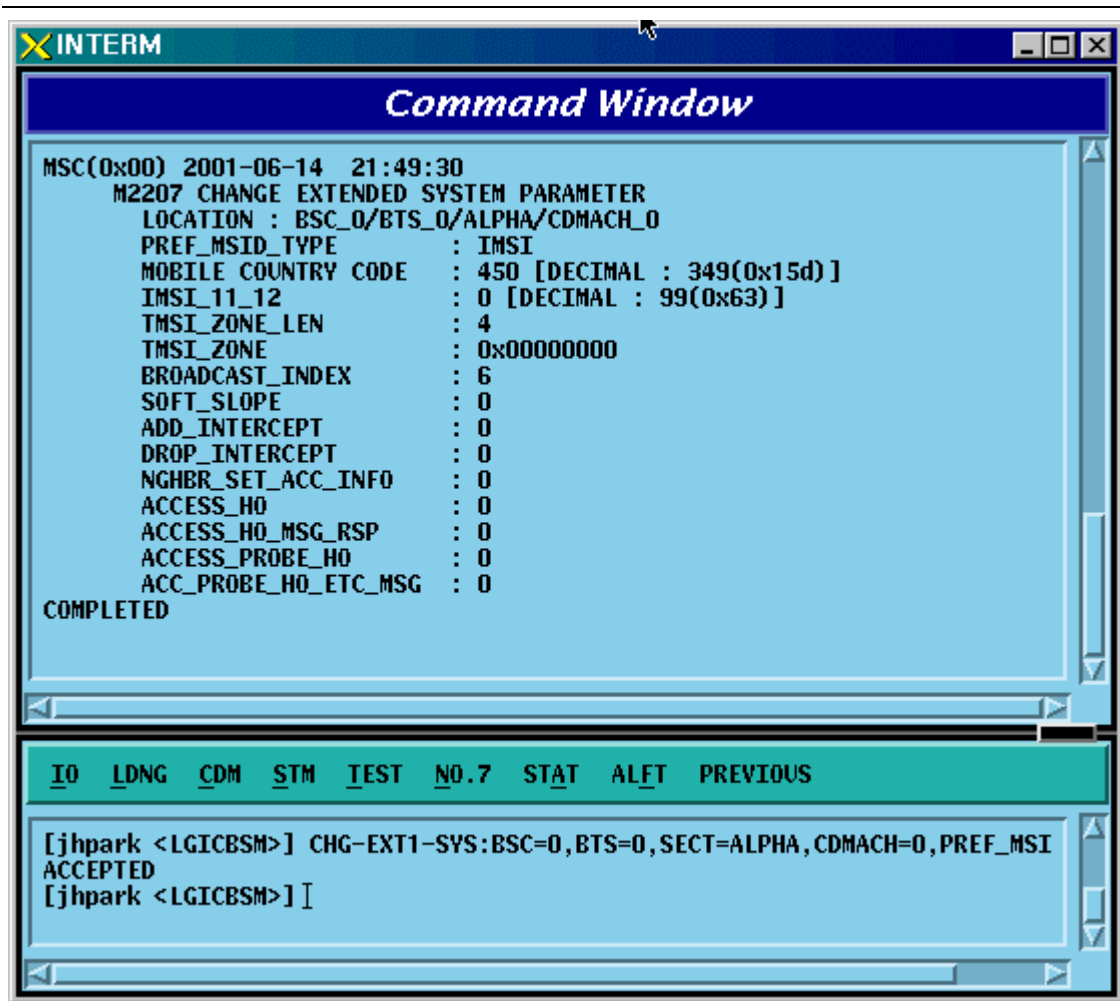 INTERM
Command Window
MSC(0x00) 2001-06-14 21:49:30
M2207 CHANGE EXTENDED SYSTEM PARAMETER
LOCATION : BSC_0/BTS_0/ALPHA/CDMACH_0
PREF_MSID_TYPE : IMSI
MOBILE COUNTRY CODE : 450 [DECIMAL : 349(0x15d)]
IMSI_11_12 : 0 [DECIMAL : 99(0x63)]
TMSI_ZONE_LEN : 4
TMSI_ZONE : 0x00000000
BROADCAST_INDEX : 6
SOFT_SLOPE : 0
ADD_INTERCEPT : 0
DROP_INTERCEPT : 0
NGHBR_SET_ACC_INFO : 0
ACCESS_HO : 0
ACCESS_HO_MSG_RSP : 0
ACCESS_PROBE_HO : 0
ACC_PROBE_HO_ETC_MSG : 0
COMPLETED
IO LDNG CDM STM TEST NO.7 STAT ALFT PREVIOUS
[jhpark <LGICBSM>] CHG-EXT1-SYS:BSC=0,BTS=0,SECT=ALPHA,CDMACH=0,PREF_MSI
ACCEPTED
[jhpark <LGICBSM>]